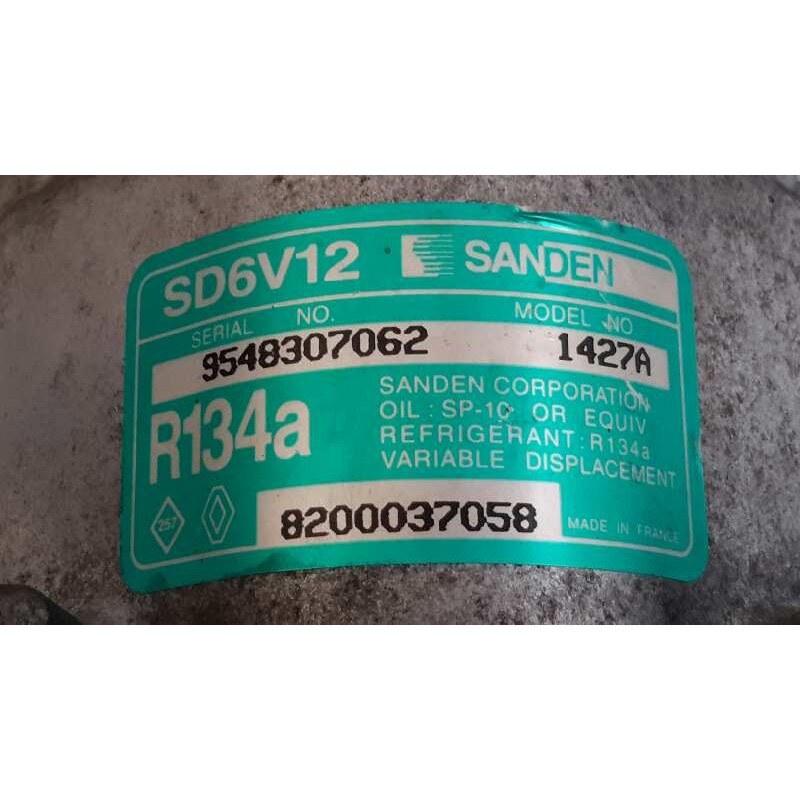 SD6V12 SANDEN
SERIAL NO. MODEL NO
9548307062 1427A
R134a
SANDEN CORPORATION
OIL : SP-10 OR EQUIV
REFRIGERANT : R134a
VARIABLE DISPLACEMENT
257 8200037058 MADE IN FRANCE